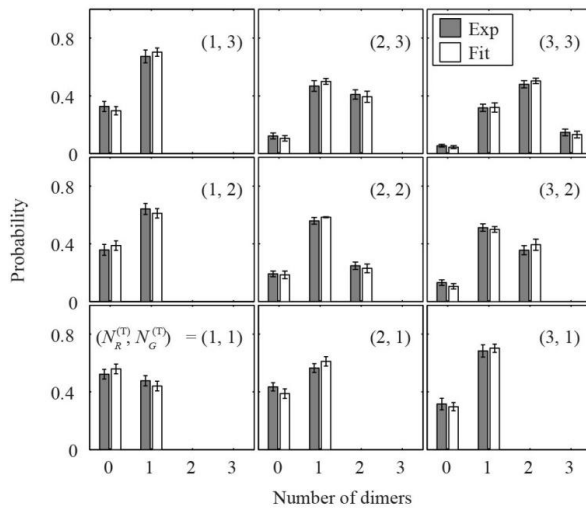 0.8
0.4
0
(1, 3)
(2, 3)
Exp
Fit
(3, 3)
0.8
0.4
0
(1, 2)
(2, 2)
(3, 2)
Probability
0.8
0.4
0
(N_R^(T), N_G^(T)) = (1, 1)
(2, 1)
(3, 1)
0 1 2 3
0 1 2 3
0 1 2 3
Number of dimers